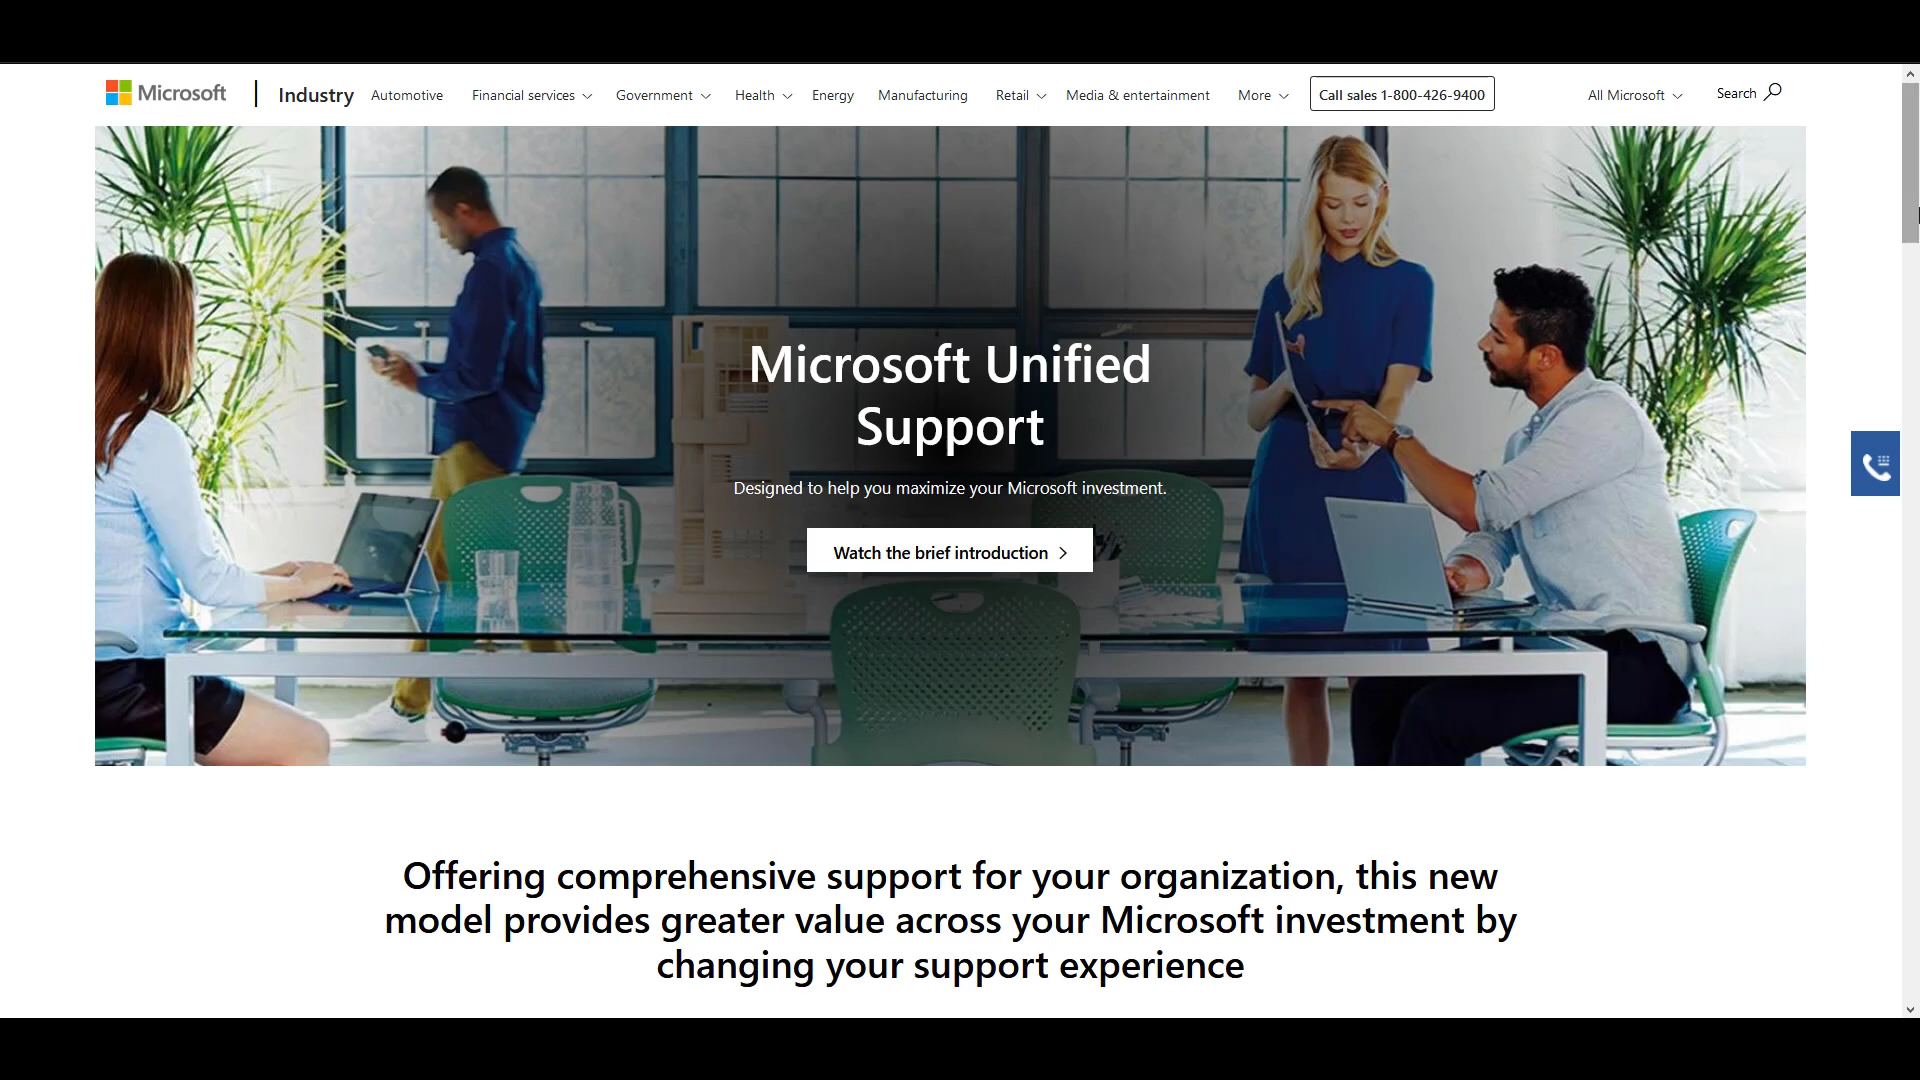 Microsoft
Industry
Automotive
Financial services
Government
Health
Energy
Manufacturing
Retail
Media & entertainment
More
Call sales 1-800-426-9400
All Microsoft
Search
Microsoft Unified
Support
Designed to help you maximize your Microsoft investment.
Watch the brief introduction
Offering comprehensive support for your organization, this new
model provides greater value across your Microsoft investment by
changing your support experience